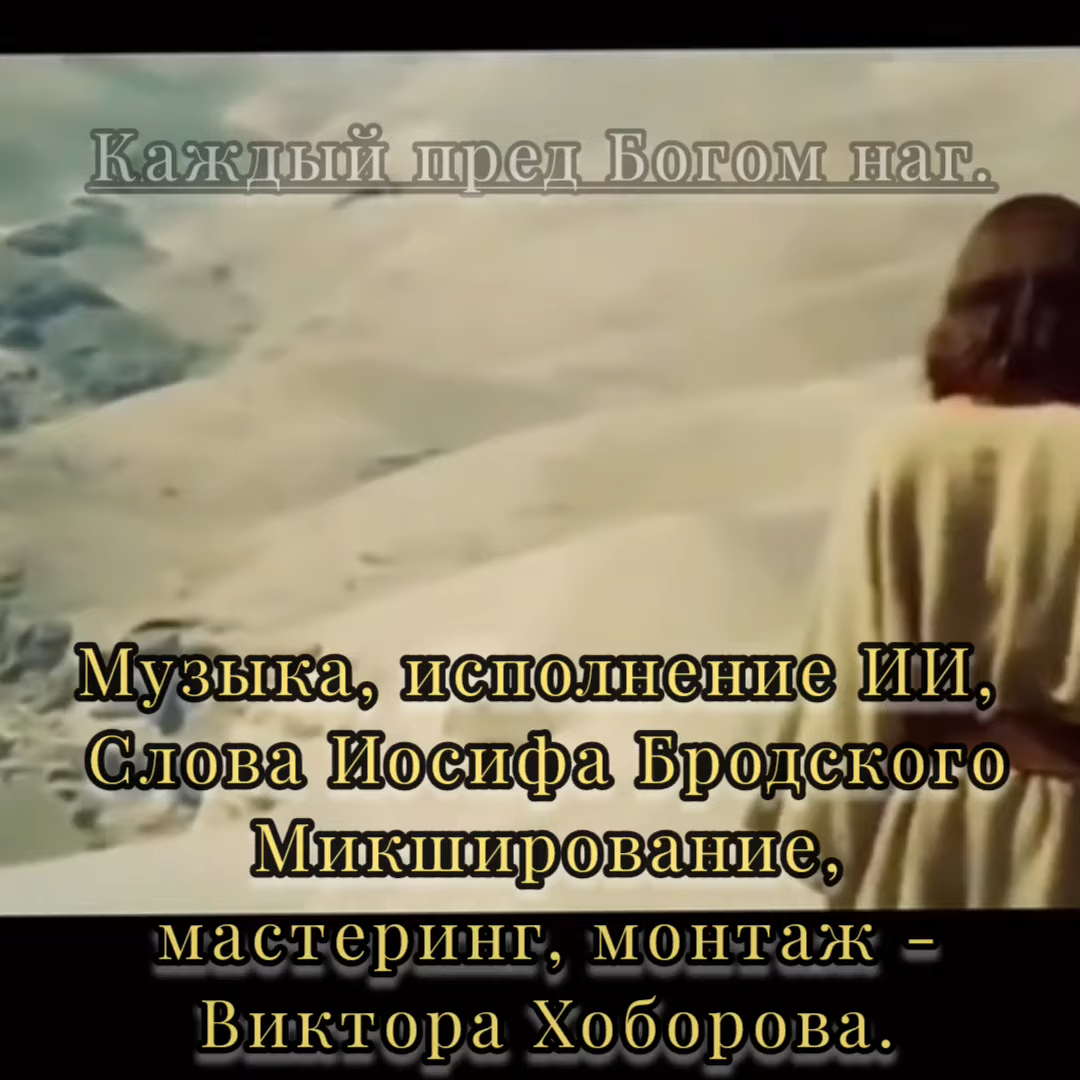 Каждый пред Богом наг.
Музыка, исполнение ИИ,
Слова Иосифа Бродского
Микширование,
мастеринг, монтаж –
Виктора Хоборова.